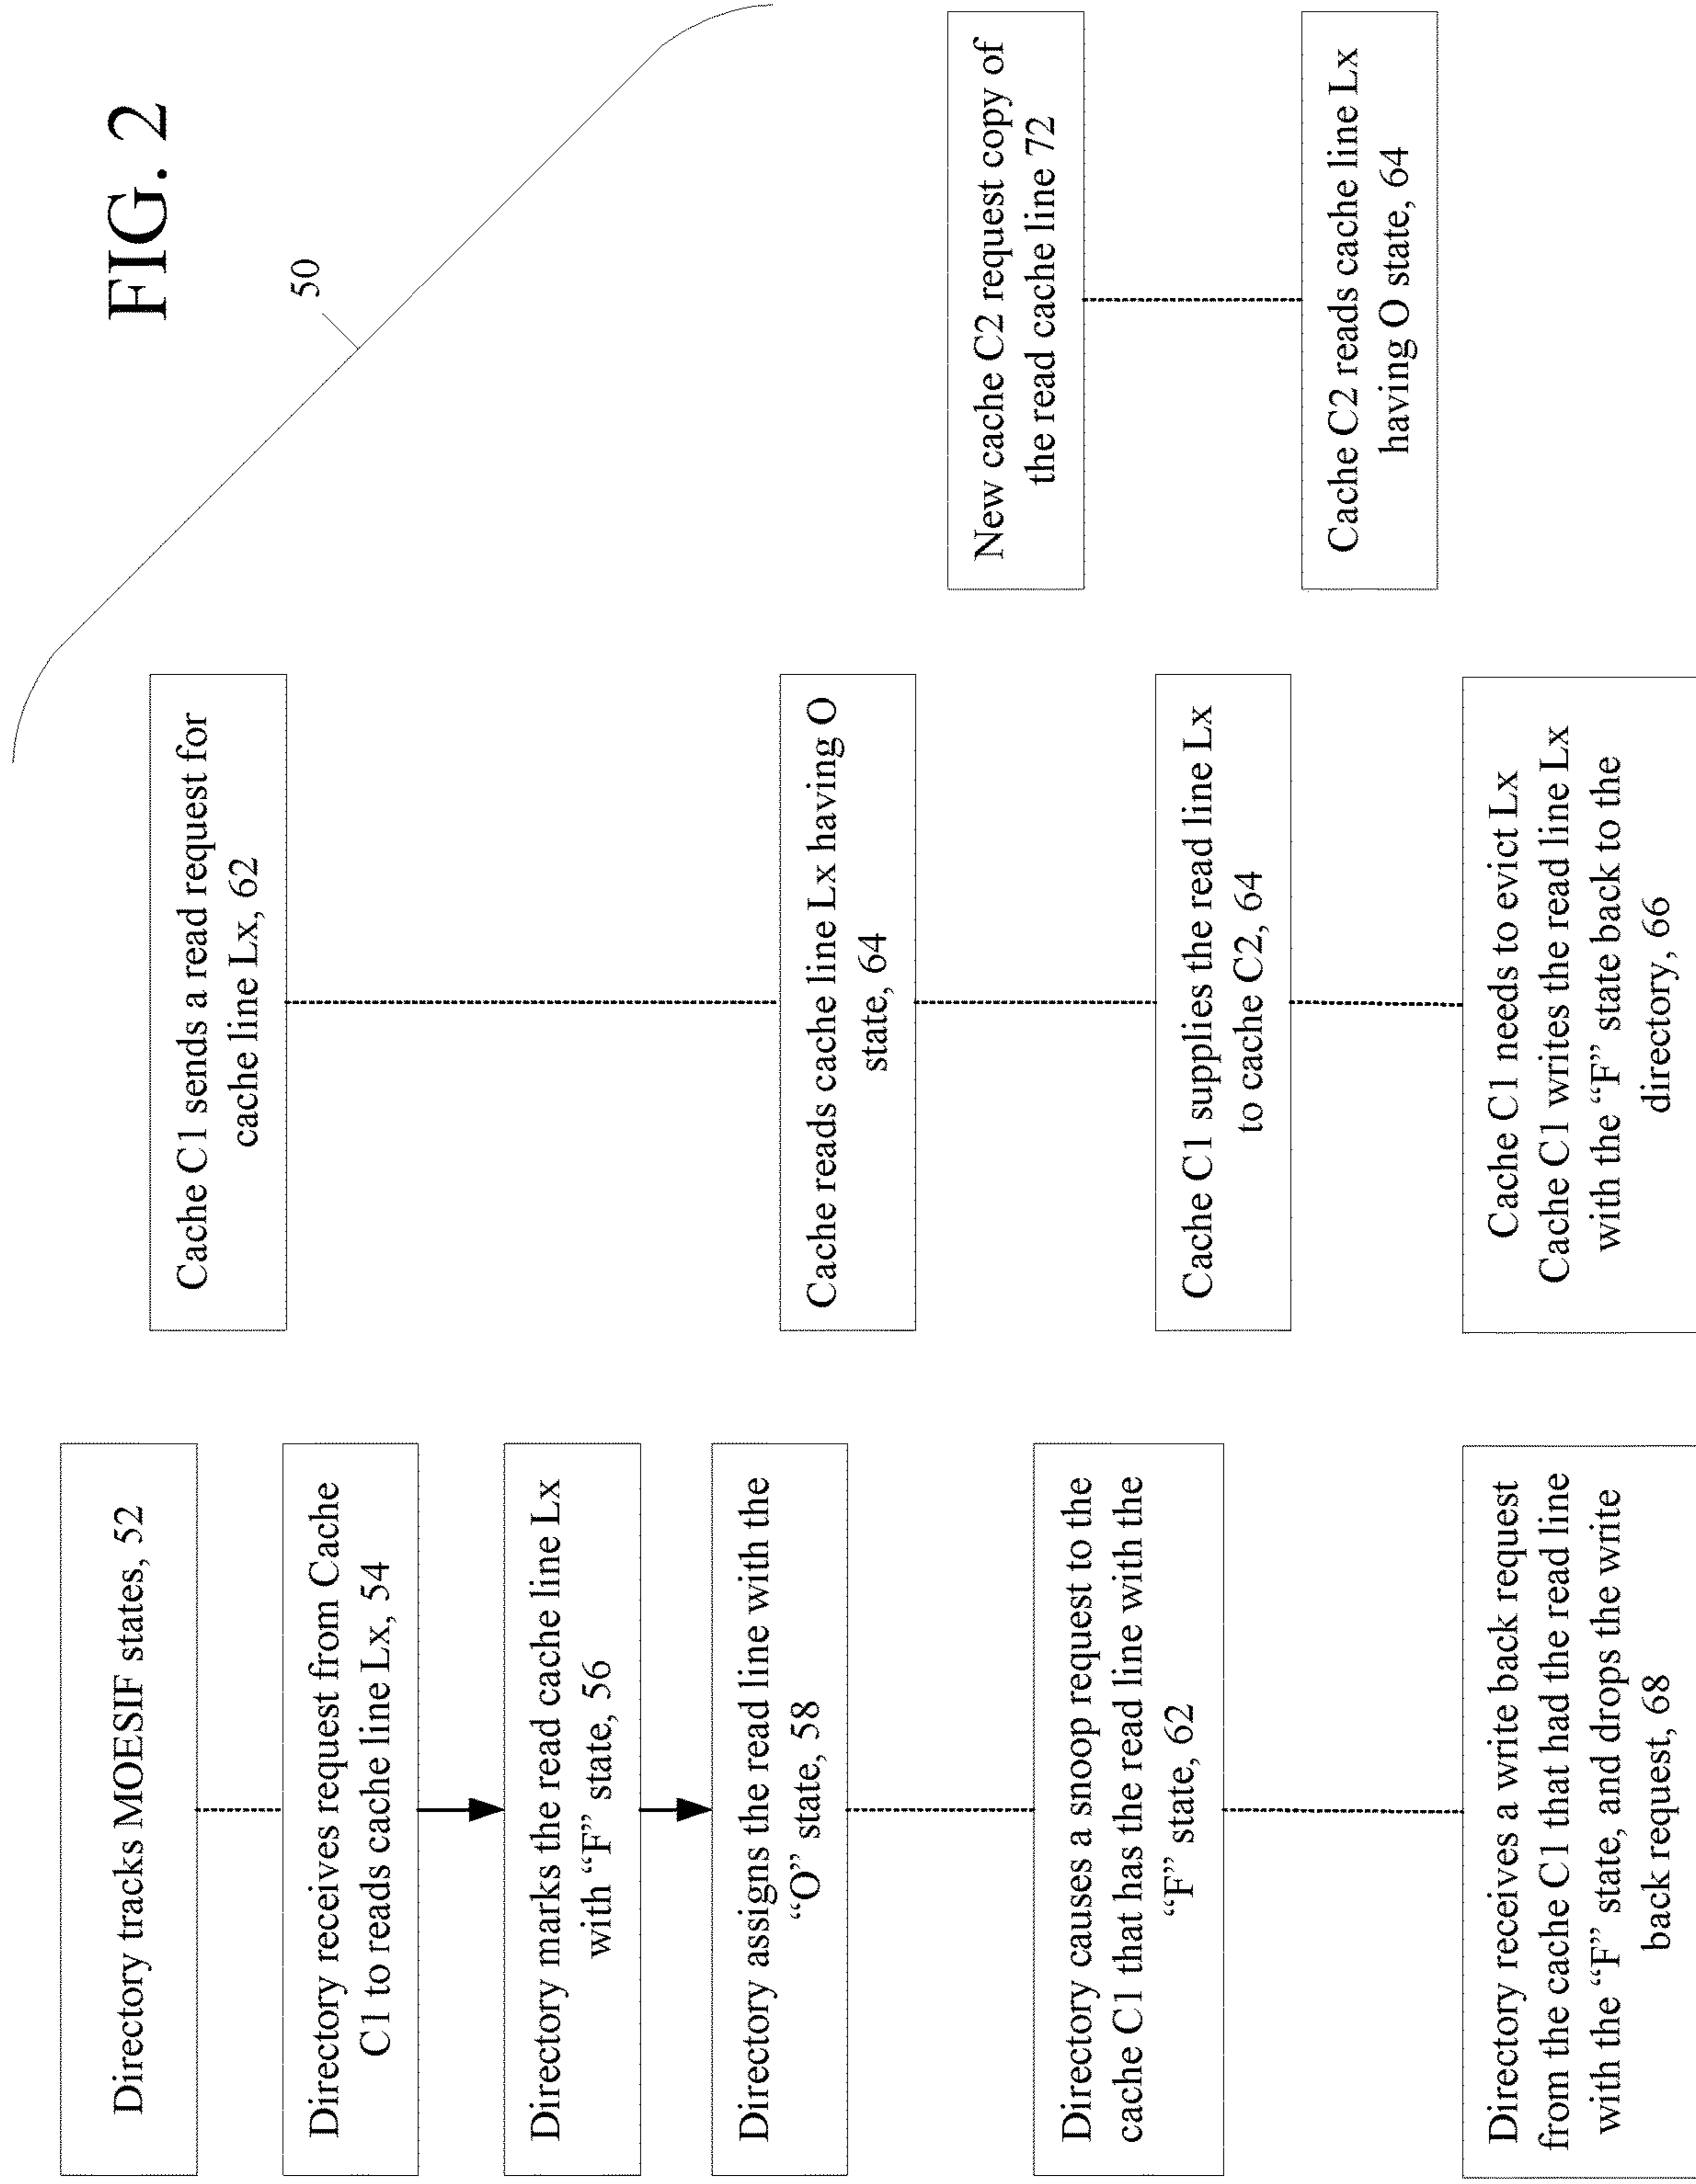 FIG. 2
50
Directory tracks MOESIF states, 52
Directory receives request from Cache
C1 to reads cache line Lx, 54
Directory marks the read cache line Lx
with “F” state, 56
Directory assigns the read line with the
“O” state, 58
Directory causes a snoop request to the
cache C1 that has the read line with the
“F” state, 62
Directory receives a write back request
from the cache C1 that had the read line
with the “F” state, and drops the write
back request, 68
Cache C1 sends a read request for
cache line Lx, 62
Cache reads cache line Lx having O
state, 64
Cache C1 supplies the read line Lx
to cache C2, 64
Cache C1 needs to evict Lx
Cache C1 writes the read line Lx
with the “F” state back to the
directory, 66
New cache C2 request copy of
the read cache line 72
Cache C2 reads cache line Lx
having O state, 64